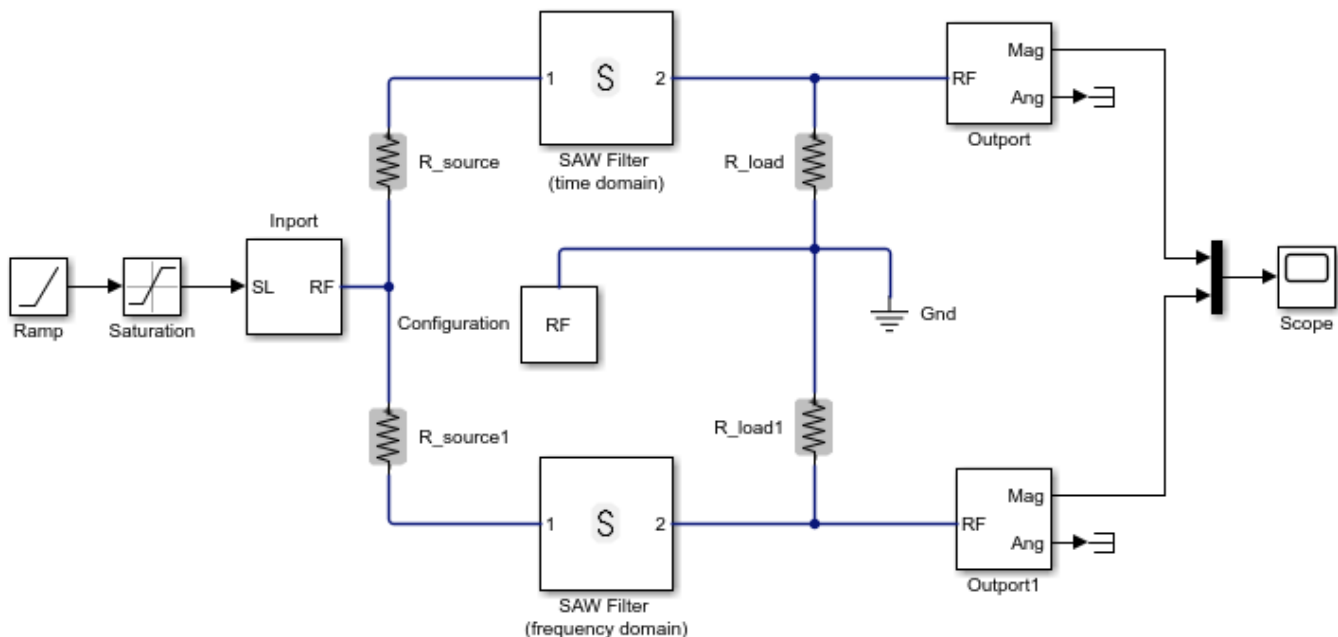 Mag
RF
Ang
Outport
1
S
2
SAW Filter
(time domain)
R_source
R_load
Inport
SL
RF
Ramp
Saturation
Configuration
RF
Gnd
Scope
R_source1
R_load1
1
S
2
SAW Filter
(frequency domain)
Mag
RF
Ang
Outport1